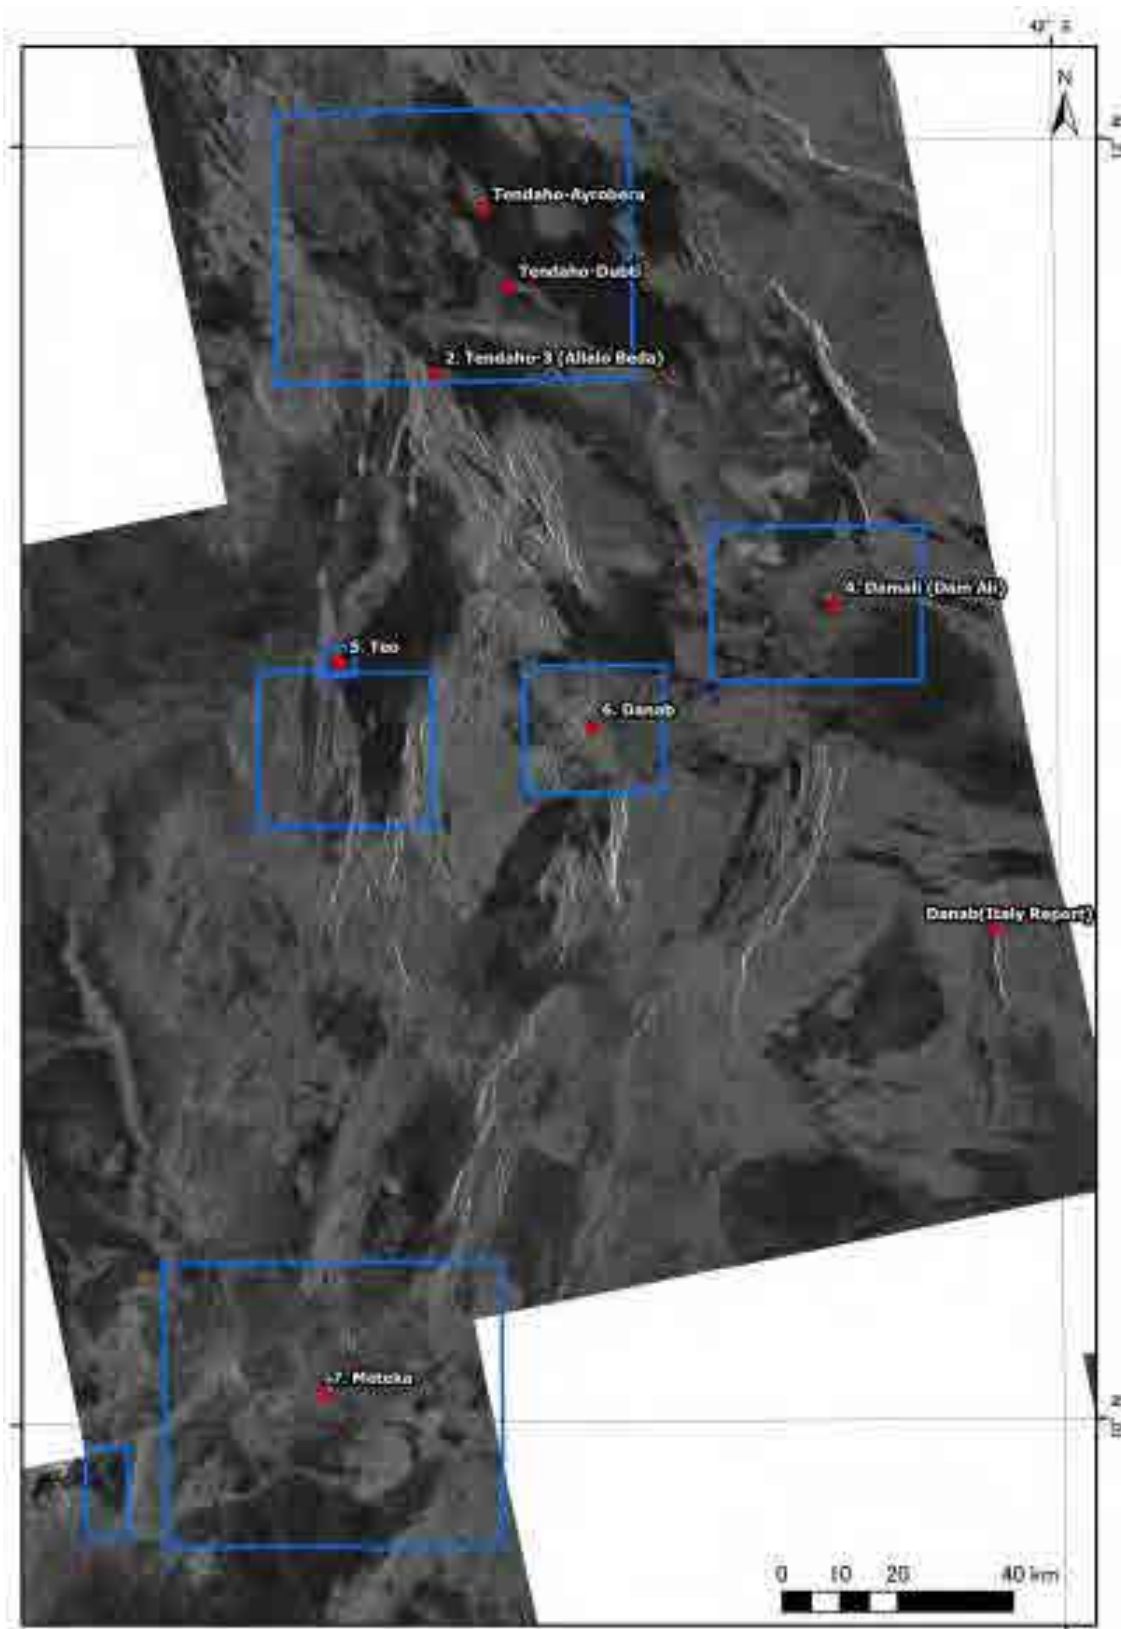 42° E
N
Tendaho-Ayrobera
Tendaho-Dubti
2. Tendaho-3 (Allelo Beda)
4. Damali (Dam Ali)
5. Teo
6. Danab
Danab(Italy Report)
7. Meteka
0 10 20 40 km